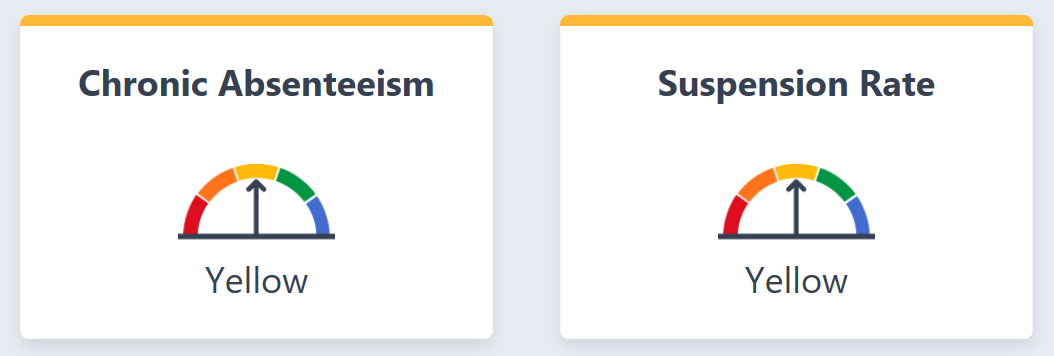 Chronic Absenteeism
Yellow
Suspension Rate
Yellow